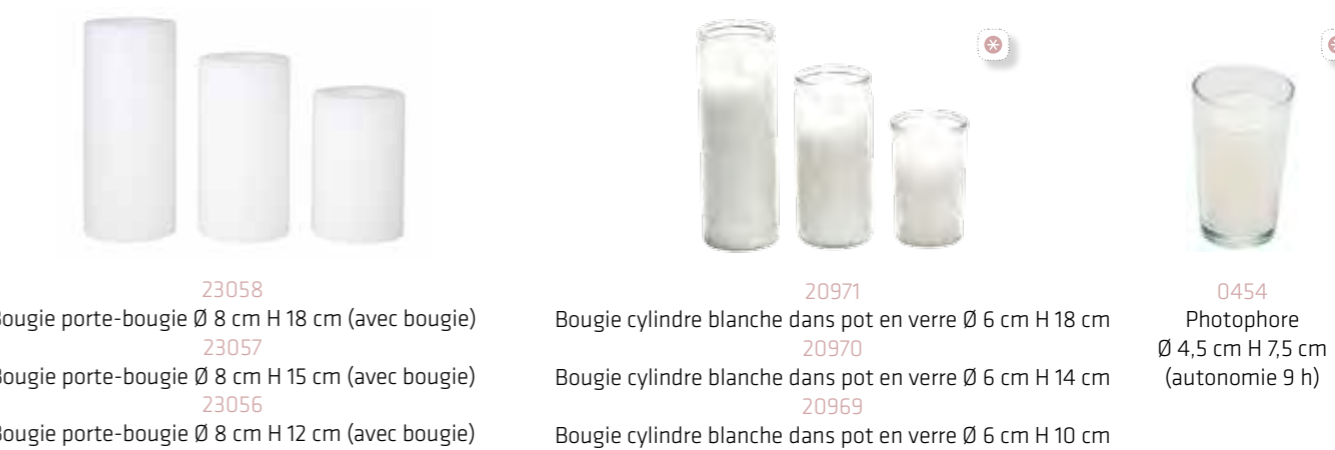 23058
Bougie porte-bougie Ø 8 cm H 18 cm (avec bougie)
23057
Bougie porte-bougie Ø 8 cm H 15 cm (avec bougie)
23056
Bougie porte-bougie Ø 8 cm H 12 cm (avec bougie)
20971
Bougie cylindre blanche dans pot en verre Ø 6 cm H 18 cm
20970
Bougie cylindre blanche dans pot en verre Ø 6 cm H 14 cm
20969
Bougie cylindre blanche dans pot en verre Ø 6 cm H 10 cm
0454
Photophore
Ø 4,5 cm H 7,5 cm
(autonomie 9 h)